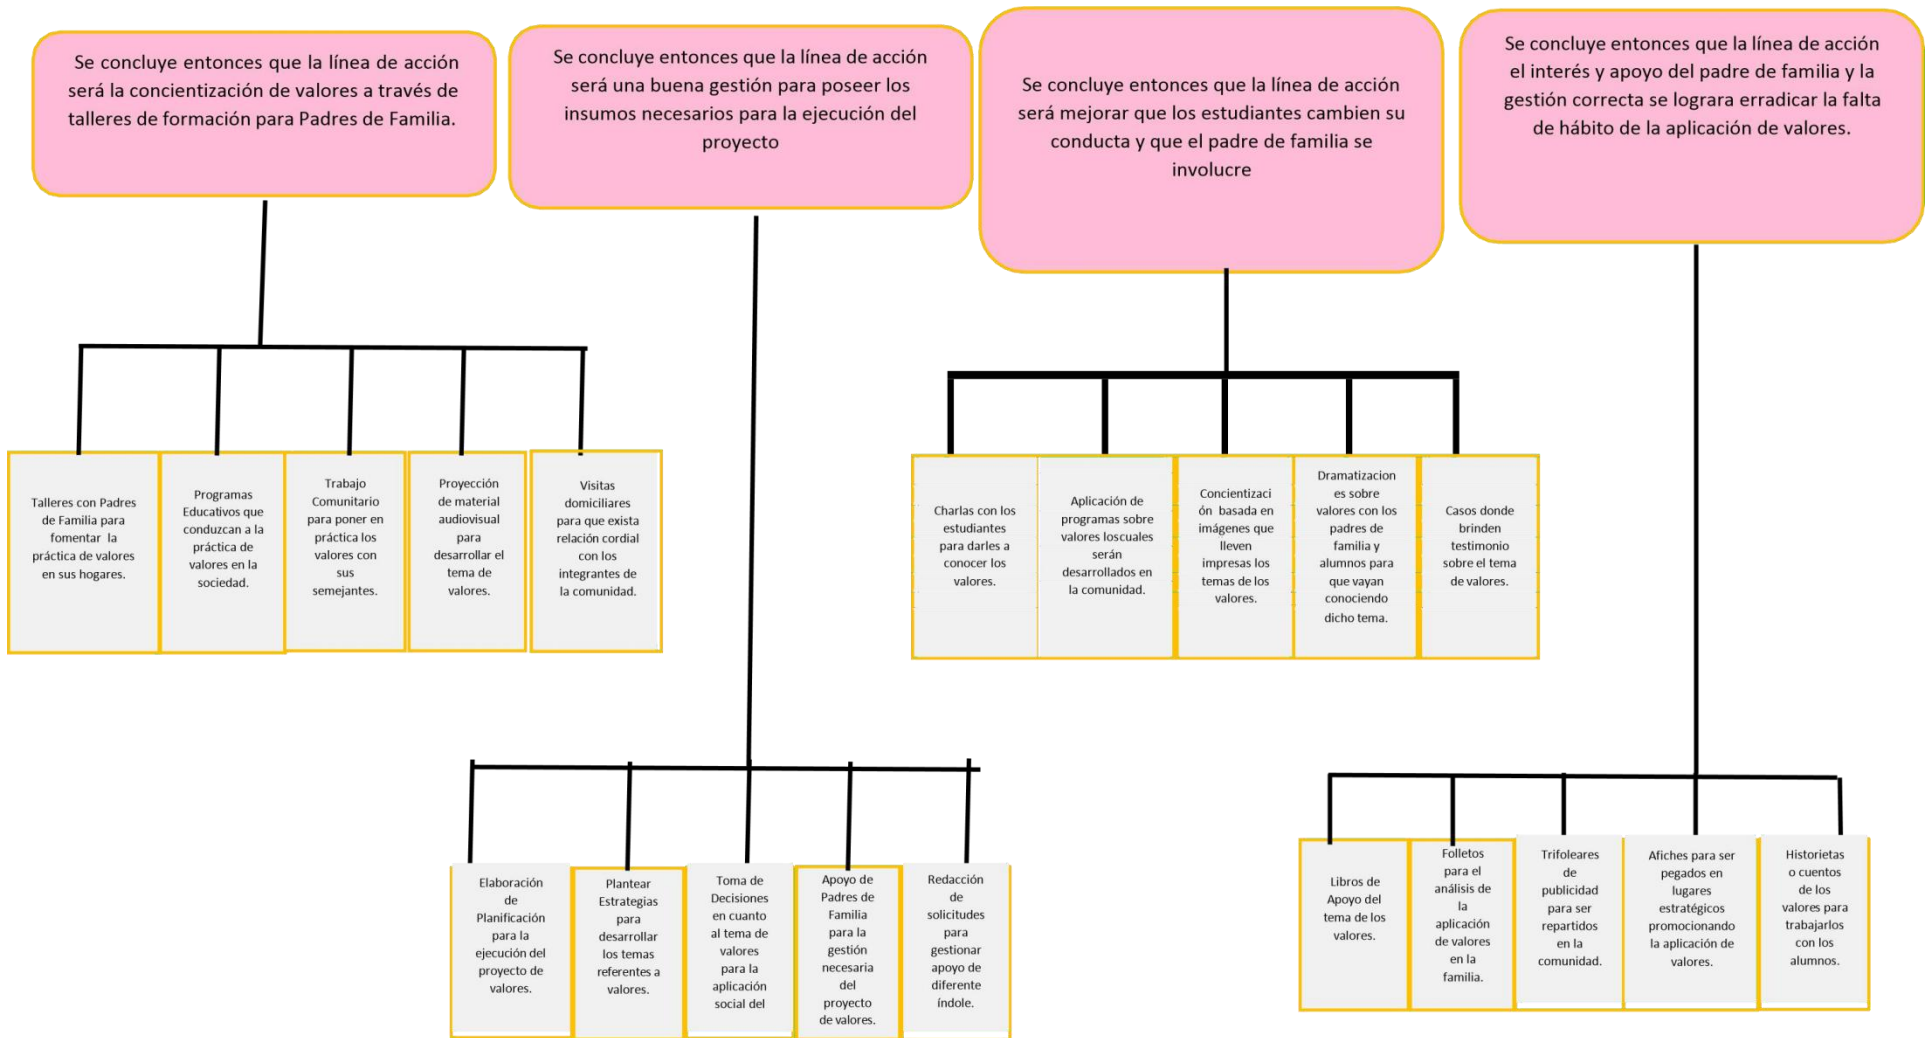 Se concluye entonces que la línea de acción
será la concientización de valores a través de
talleres de formación para Padres de Familia.
Se concluye entonces que la línea de acción
será una buena gestión para poseer los
insumos necesarios para la ejecución del
proyecto
Se concluye entonces que la línea de acción
será mejorar que los estudiantes cambien su
conducta y que el padre de familia se
involucre
Se concluye entonces que la línea de acción
el interés y apoyo del padre de familia y la
gestión correcta se lograra erradicar la falta
de hábito de la aplicación de valores.
Talleres con Padres
de Familia para
fomentar la
práctica de valores
en sus hogares.
Programas
Educativos que
conduzcan a la
práctica de
valores en la
sociedad.
Trabajo
Comunitario
para poner en
práctica los
valores con
sus
semejantes.
Proyección
de material
audiovisual
para
desarrollar el
tema de
valores.
Visitas
domiciliares
para que exista
relación cordial
con los
integrantes de
la comunidad.
Charlas con los
estudiantes
para darles a
conocer los
valores.
Aplicación de
programas sobre
valores loscuales
serán
desarrollados en
la comunidad.
Concientizaci
ón basada en
imágenes que
lleven
impresas los
temas de los
valores.
Dramatizacion
es sobre
valores con los
padres de
familia y
alumnos para
que vayan
conociendo
dicho tema.
Casos donde
brinden
testimonio
sobre el tema
de valores.
Elaboración
de
Planificación
para la
ejecución del
proyecto de
valores.
Plantear
Estrategias
para
desarrollar
los temas
referentes a
valores.
Toma de
Decisiones
en cuanto
al tema de
valores
para la
aplicación
social del
Apoyo de
Padres de
Familia
para la
gestión
necesaria
del
proyecto
de valores.
Redacción
de
solicitudes
para
gestionar
apoyo de
diferente
índole.
Libros de
Apoyo del
tema de los
valores.
Folletos
para el
análisis de
la
aplicación
de valores
en la
familia.
Trifoleares
de
publicidad
para ser
repartidos
en la
comunidad.
Afiches para ser
pegados en
lugares
estratégicos
promocionando
la aplicación de
valores.
Historietas
o cuentos
de los
valores para
trabajarlos
con los
alumnos.